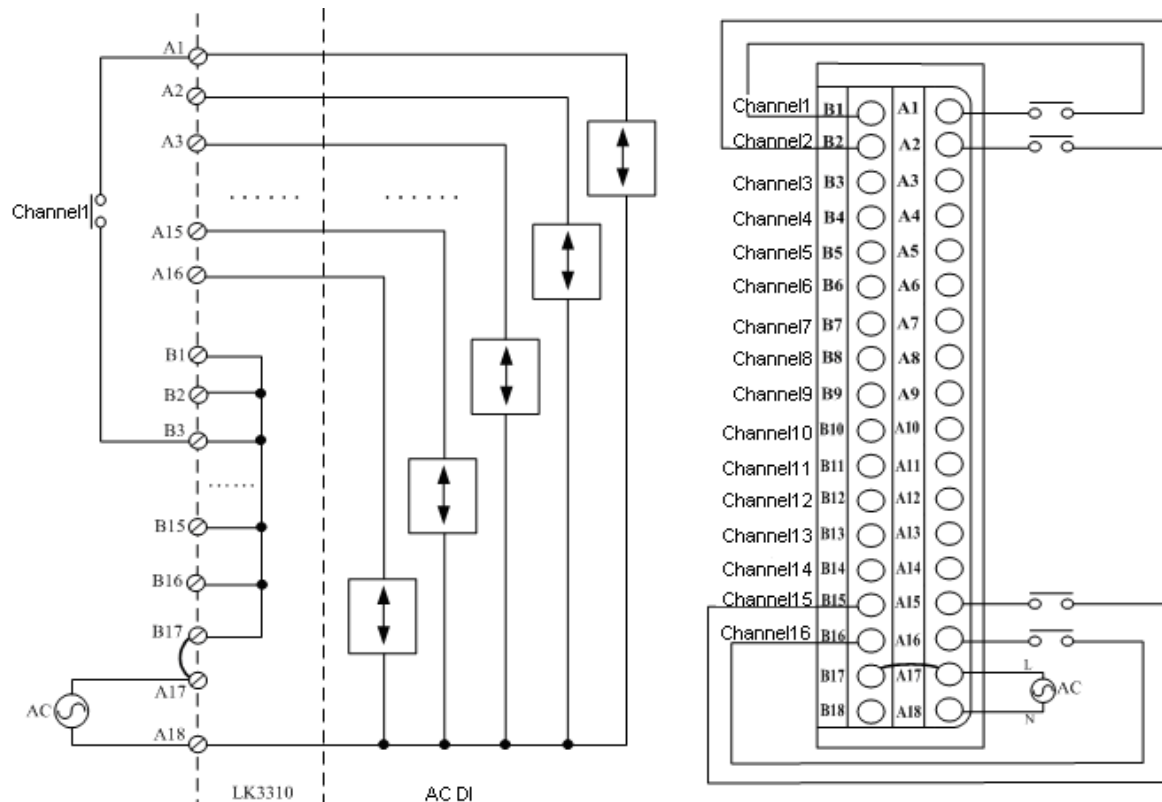 A1
A2
A3
......
......
Channel1
A15
A16
B1
B2
B3
......
B15
B16
B17
A17
AC
A18
LK3310
AC DI
Channel1 B1 A1
Channel2 B2 A2
Channel3 B3 A3
Channel4 B4 A4
Channel5 B5 A5
Channel6 B6 A6
Channel7 B7 A7
Channel8 B8 A8
Channel9 B9 A9
Channel10 B10 A10
Channel11 B11 A11
Channel12 B12 A12
Channel13 B13 A13
Channel14 B14 A14
Channel15 B15 A15
Channel16 B16 A16
B17 A17 L
AC
B18 A18 N